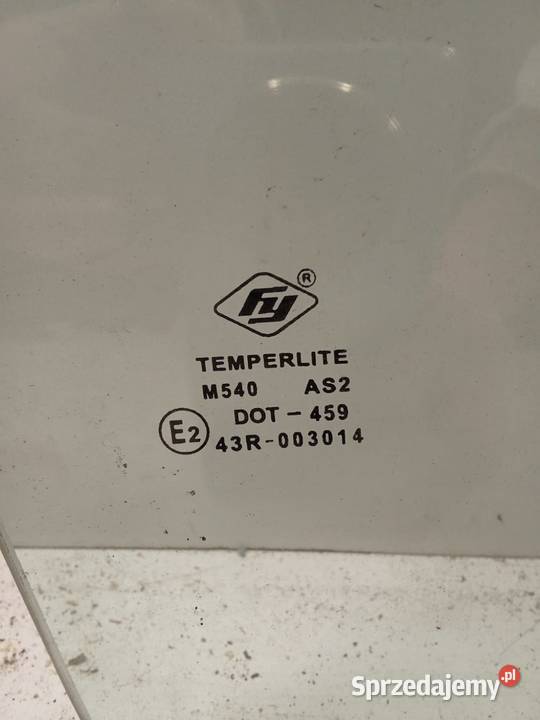 FY ®
TEMPERLITE
M540 AS2
DOT - 459
E2
43R-003014
Sprzedajemy.pl